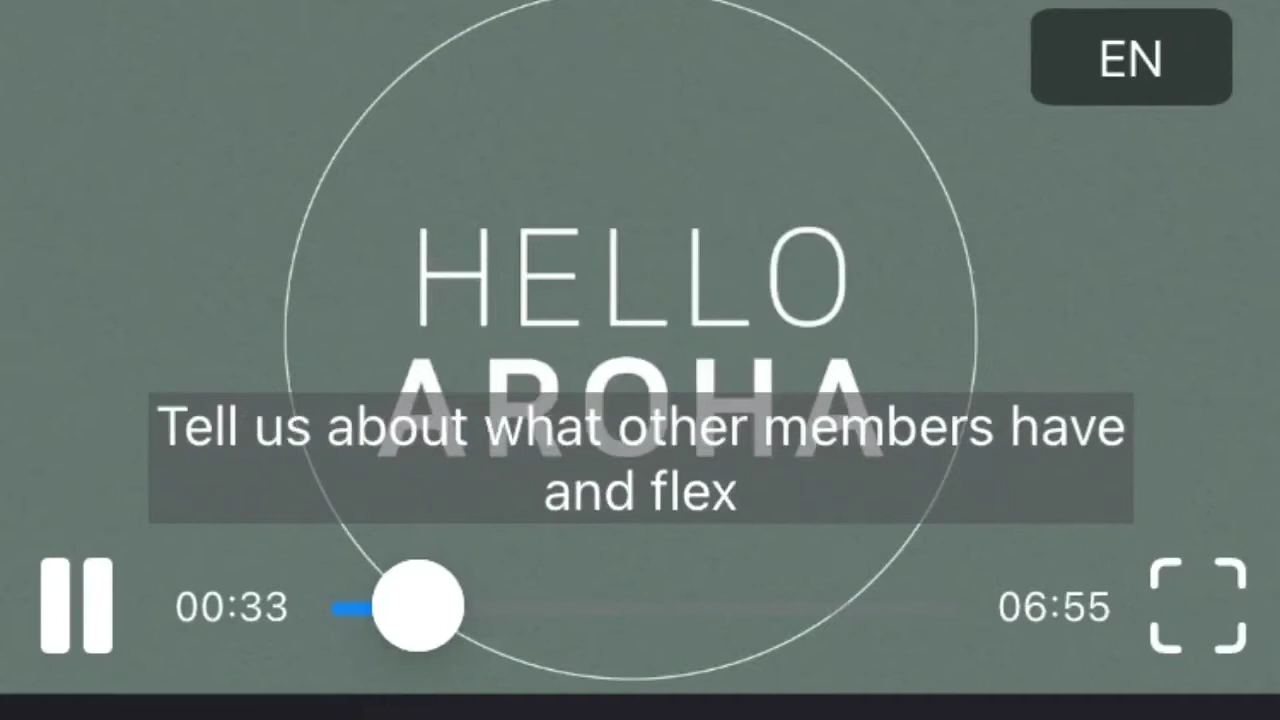 EN
HELLO
AROHA
Tell us about what other members have
and flex
00:33
06:55